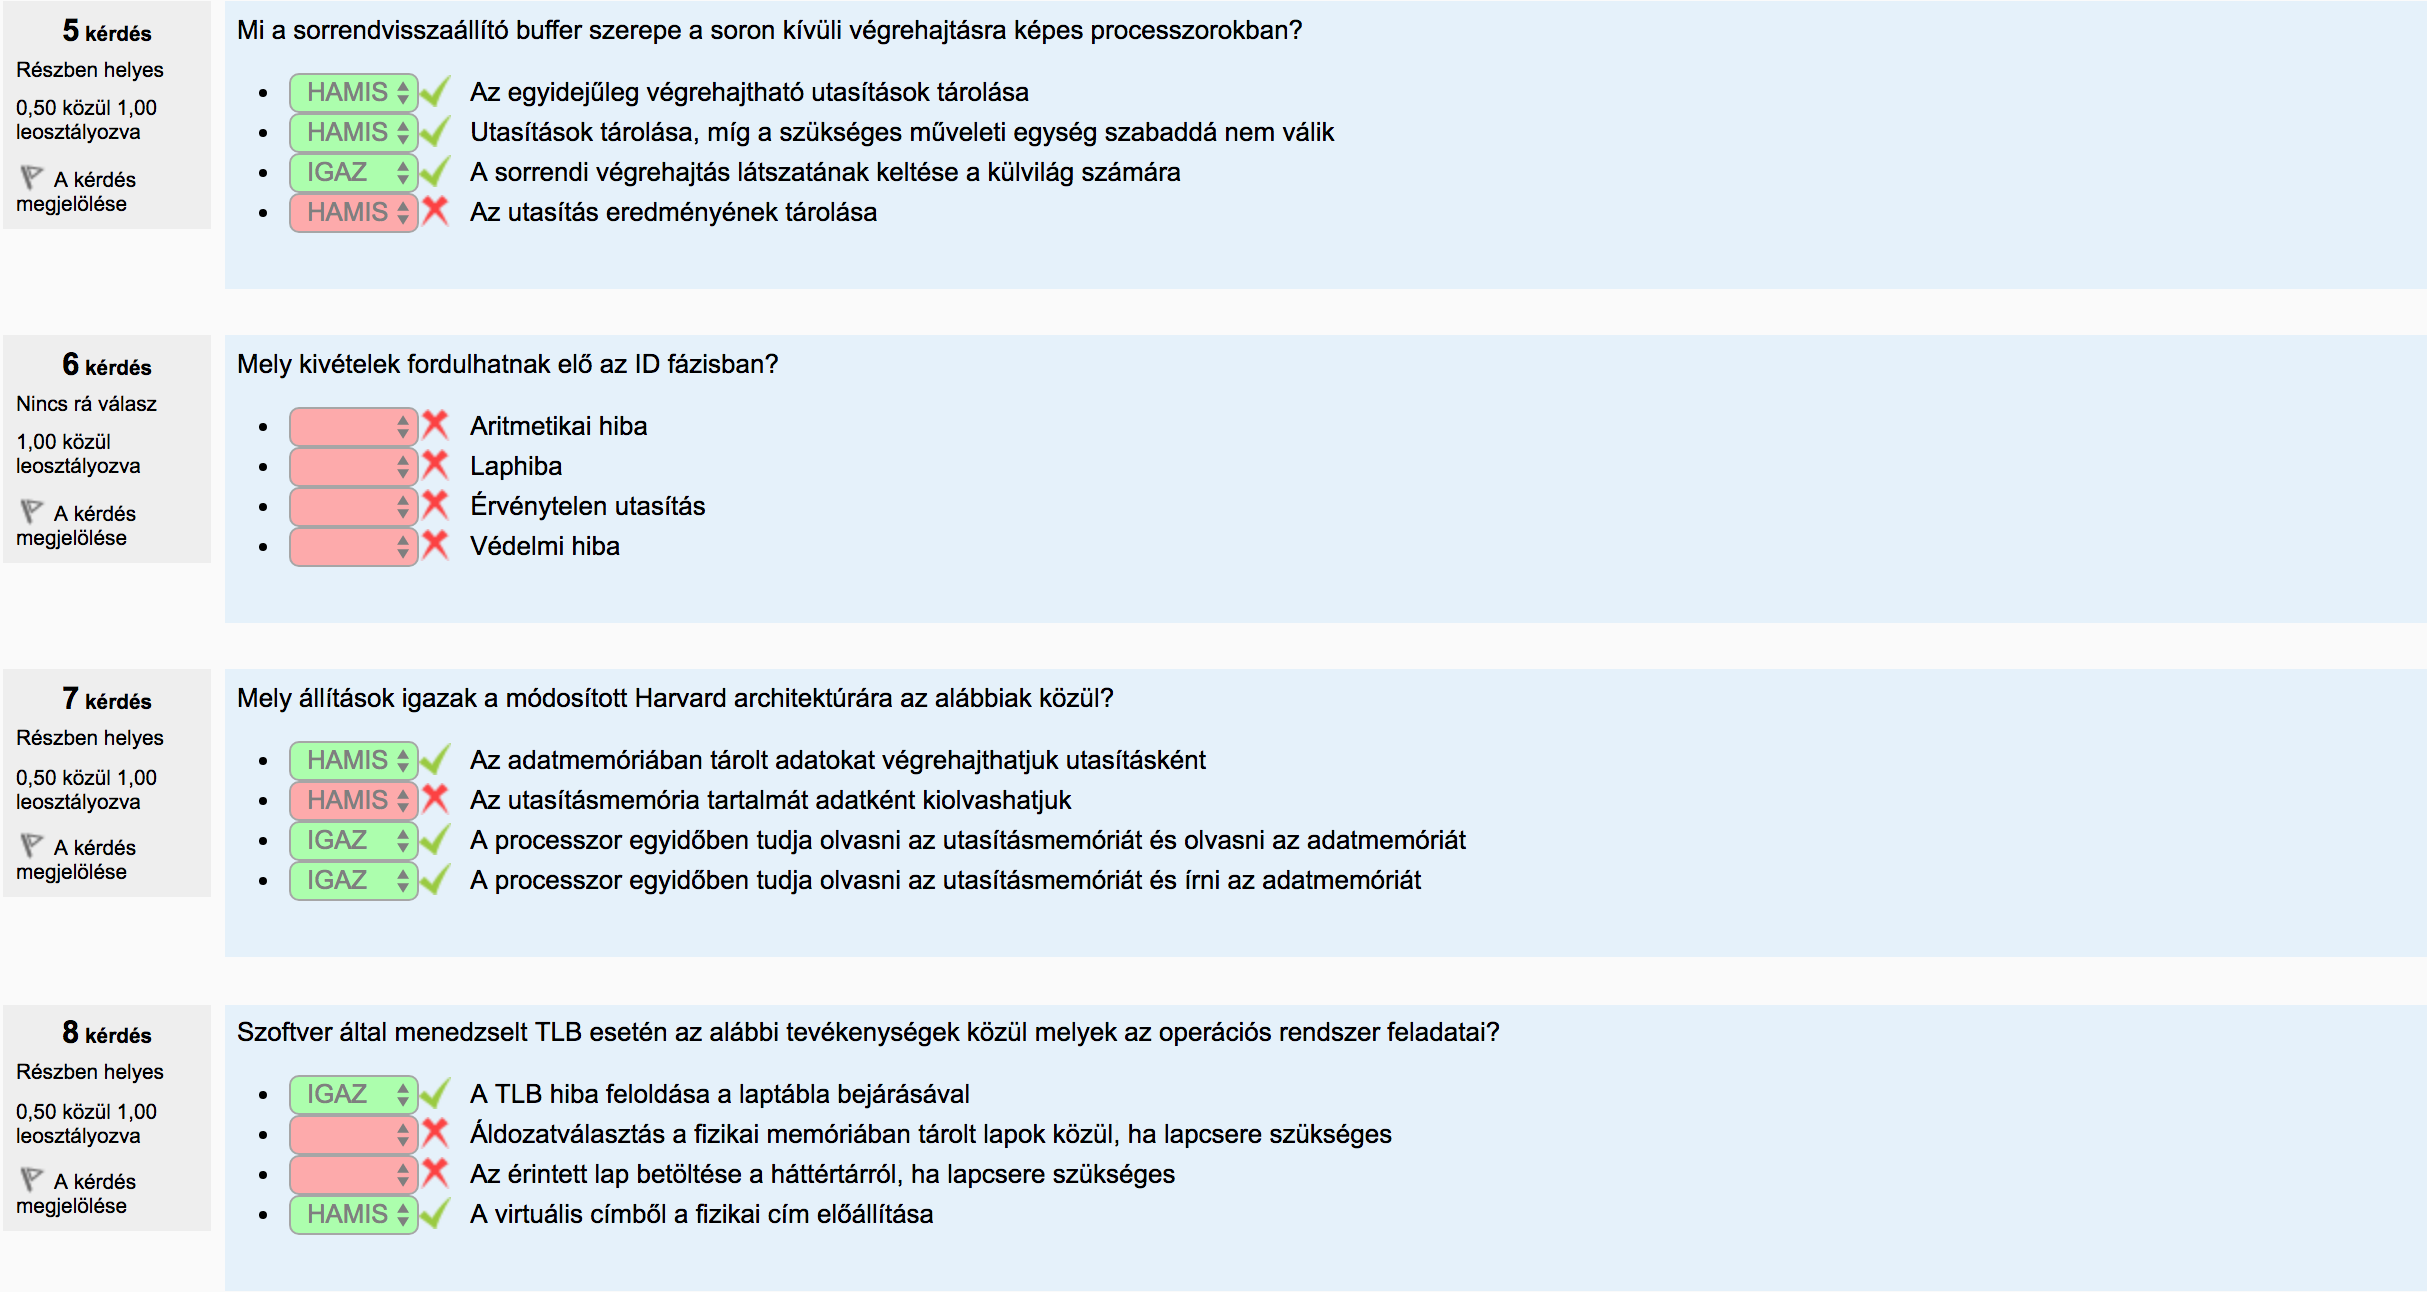 5 kérdés
Részben helyes
0,50 közül 1,00
leosztályozva
A kérdés
megjelölése
Mi a sorrendvisszaállító buffer szerepe a soron kívüli végrehajtásra képes processzorokban?
HAMIS Az egyidejűleg végrehajtható utasítások tárolása
HAMIS Utasítások tárolása, míg a szükséges műveleti egység szabaddá nem válik
IGAZ A sorrendi végrehajtás látszatának keltése a külvilág számára
HAMIS Az utasítás eredményének tárolása
6 kérdés
Nincs rá válasz
1,00 közül
leosztályozva
A kérdés
megjelölése
Mely kivételek fordulhatnak elő az ID fázisban?
Aritmetikai hiba
Laphiba
Érvénytelen utasítás
Védelmi hiba
7 kérdés
Részben helyes
0,50 közül 1,00
leosztályozva
A kérdés
megjelölése
Mely állítások igazak a módosított Harvard architektúrára az alábbiak közül?
HAMIS Az adatmemóriában tárolt adatokat végrehajthatjuk utasításként
HAMIS Az utasításmemória tartalmát adatként kiolvashatjuk
IGAZ A processzor egyidőben tudja olvasni az utasításmemóriát és olvasni az adatmemóriát
IGAZ A processzor egyidőben tudja olvasni az utasításmemóriát és írni az adatmemóriát
8 kérdés
Részben helyes
0,50 közül 1,00
leosztályozva
A kérdés
megjelölése
Szoftver által menedzselt TLB esetén az alábbi tevékenységek közül melyek az operációs rendszer feladatai?
IGAZ A TLB hiba feloldása a laptábla bejárásával
Áldozatválasztás a fizikai memóriában tárolt lapok közül, ha lapcsere szükséges
Az érintett lap betöltése a háttértárról, ha lapcsere szükséges
HAMIS A virtuális címből a fizikai cím előállítása